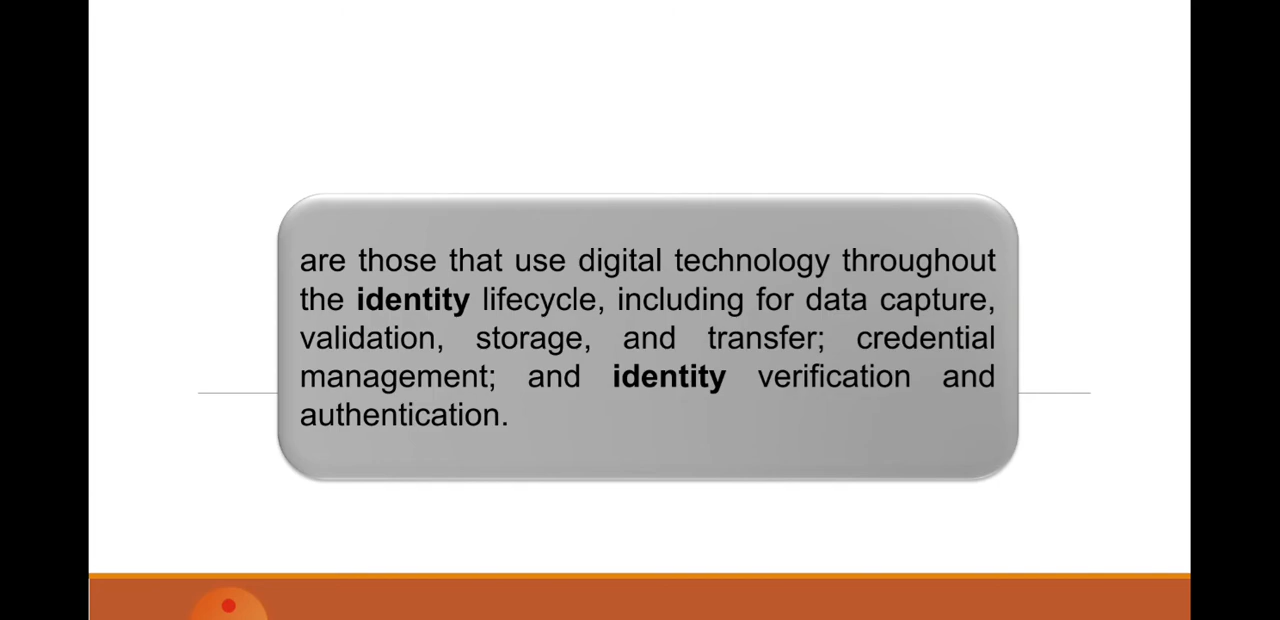 are those that use digital technology throughout
the identity lifecycle, including for data capture,
validation, storage, and transfer; credential
management; and identity verification and
authentication.